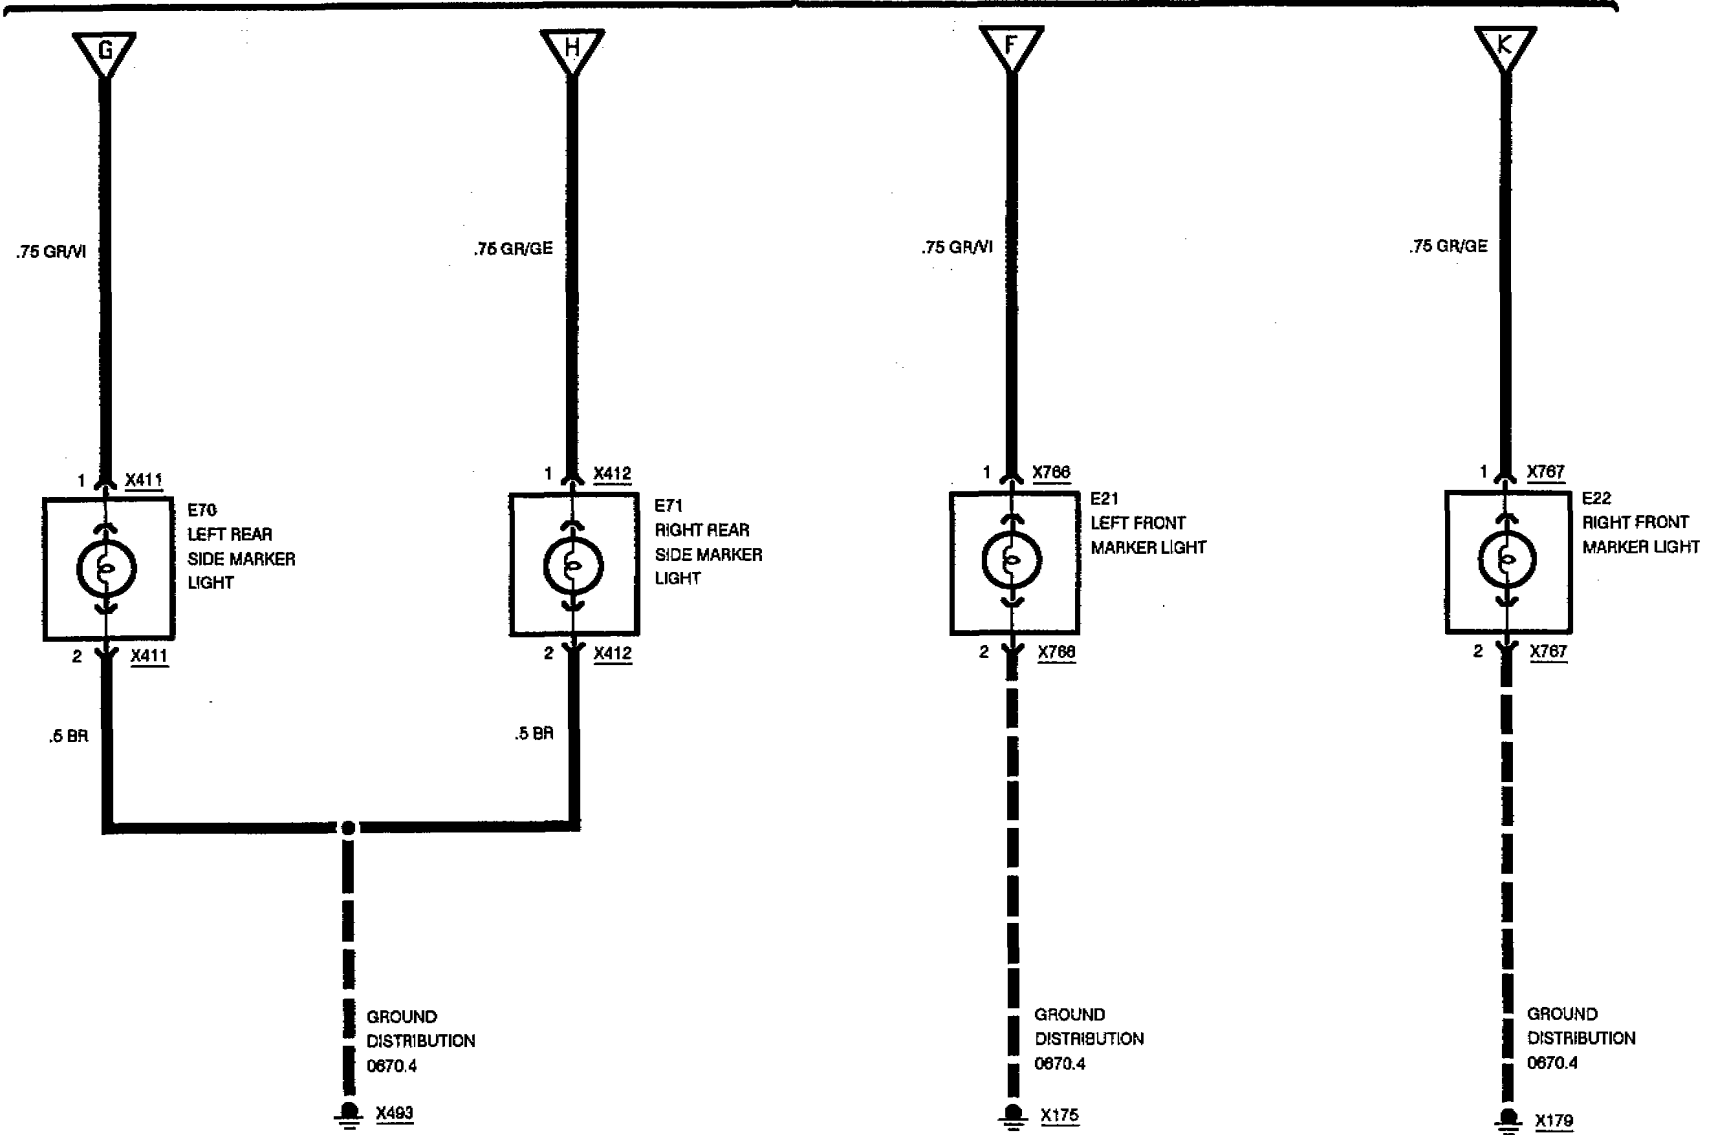 G
H
F
K
.75 GR/VI
.75 GR/GE
.75 GR/VI
.75 GR/GE
1 X411
1 X412
1 X766
1 X767
E70
LEFT REAR
SIDE MARKER
LIGHT
E71
RIGHT REAR
SIDE MARKER
LIGHT
E21
LEFT FRONT
MARKER LIGHT
E22
RIGHT FRONT
MARKER LIGHT
2 X411
2 X412
2 X766
2 X767
.5 BR
.5 BR
GROUND
DISTRIBUTION
0670.4
GROUND
DISTRIBUTION
0670.4
GROUND
DISTRIBUTION
0670.4
X493
X175
X179